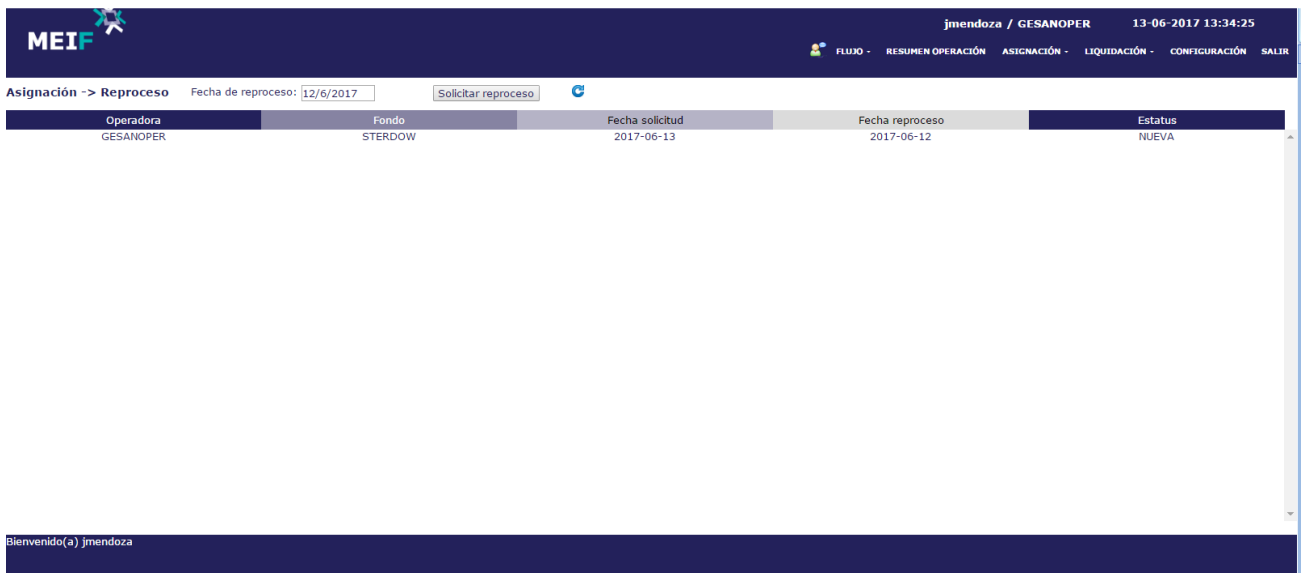 MEIF
jmendoza / GESANOPER 13-06-2017 13:34:25
FLUJO - RESUMEN OPERACIÓN ASIGNACIÓN - LIQUIDACIÓN - CONFIGURACIÓN SALIR
Asignación -> Reproceso Fecha de reproceso: 12/6/2017 Solicitar reproceso
Operadora Fondo Fecha solicitud Fecha reproceso Estatus
GESANOPER STERDOW 2017-06-13 2017-06-12 NUEVA
Bienvenido(a) jmendoza